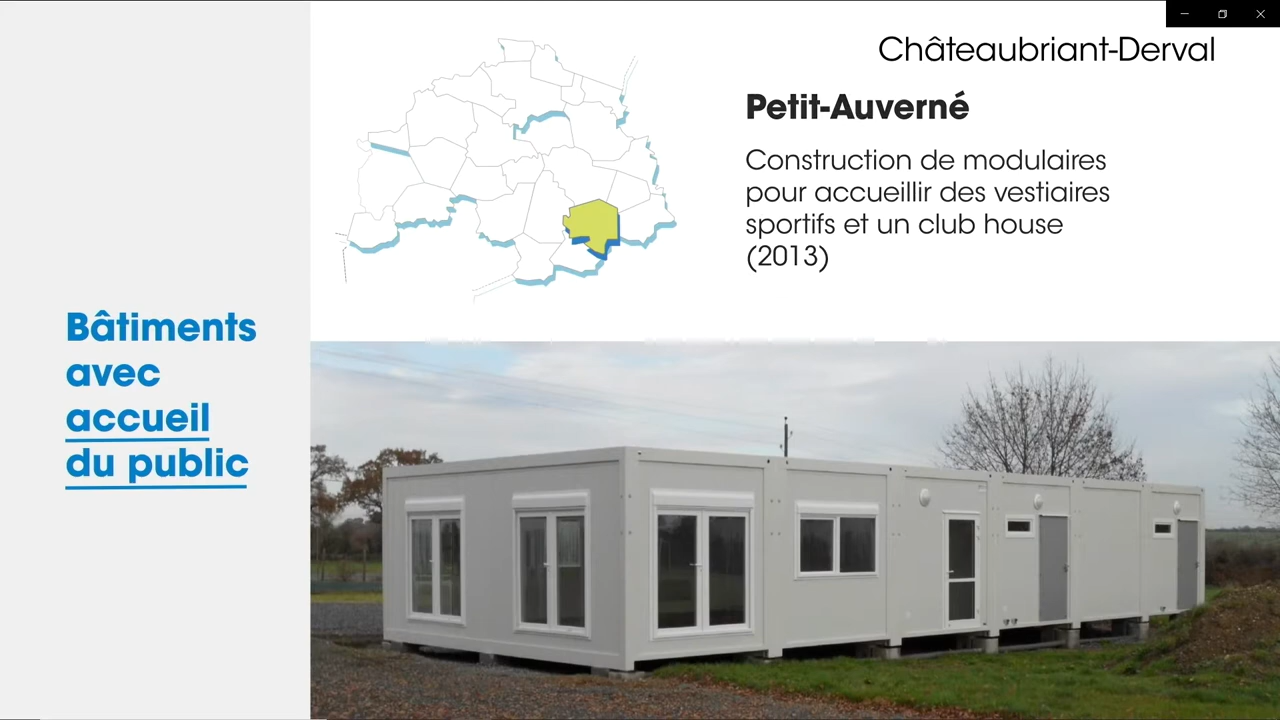 Châteaubriant-Derval
Petit-Auverné
Construction de modulaires
pour accueillir des vestiaires
sportifs et un club house
(2013)
Bâtiments
avec
accueil
du public